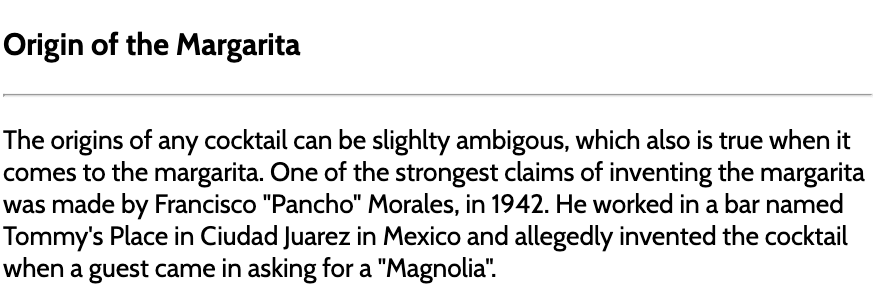 Origin of the Margarita
The origins of any cocktail can be slighlty ambigous, which also is true when it
comes to the margarita. One of the strongest claims of inventing the margarita
was made by Francisco "Pancho" Morales, in 1942. He worked in a bar named
Tommy's Place in Ciudad Juarez in Mexico and allegedly invented the cocktail
when a guest came in asking for a "Magnolia".